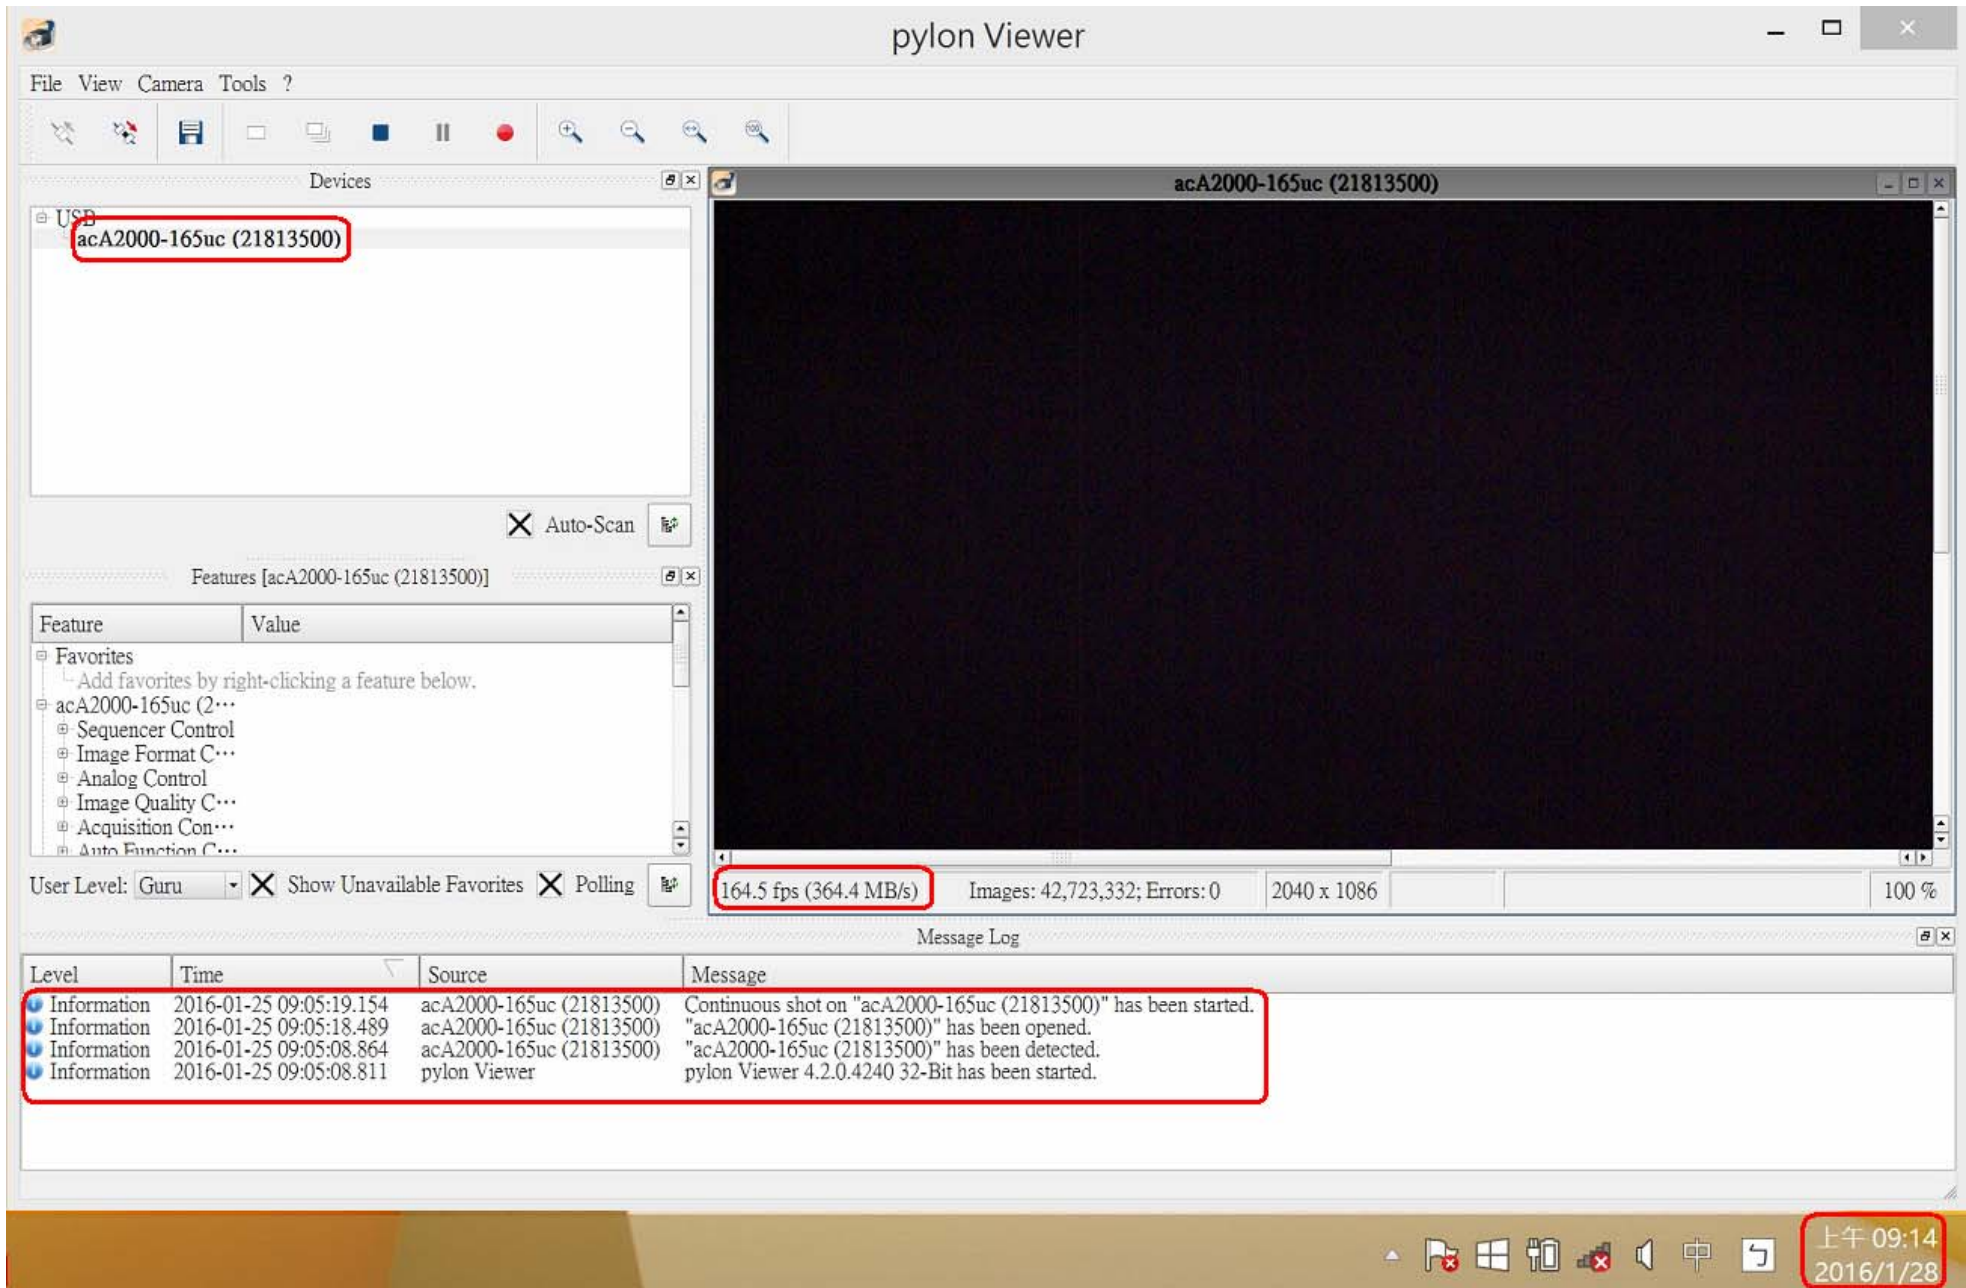 pylon Viewer
File View Camera Tools ?
Devices
USB
acA2000-165uc (21813500)
Auto-Scan
Features [acA2000-165uc (21813500)]
Feature Value
Favorites
Add favorites by right-clicking a feature below.
acA2000-165uc (2···
Sequencer Control
Image Format C···
Analog Control
Image Quality C···
Acquisition Con···
Auto Function C···
User Level: Guru Show Unavailable Favorites Polling
acA2000-165uc (21813500)
164.5 fps (364.4 MB/s) Images: 42,723,332; Errors: 0 2040 x 1086 100 %
Message Log
Level Time Source Message
Information 2016-01-25 09:05:19.154 acA2000-165uc (21813500) Continuous shot on "acA2000-165uc (21813500)" has been started.
Information 2016-01-25 09:05:18.489 acA2000-165uc (21813500) "acA2000-165uc (21813500)" has been opened.
Information 2016-01-25 09:05:08.864 acA2000-165uc (21813500) "acA2000-165uc (21813500)" has been detected.
Information 2016-01-25 09:05:08.811 pylon Viewer pylon Viewer 4.2.0.4240 32-Bit has been started.
中 ㄅ 上午 09:14
2016/1/28